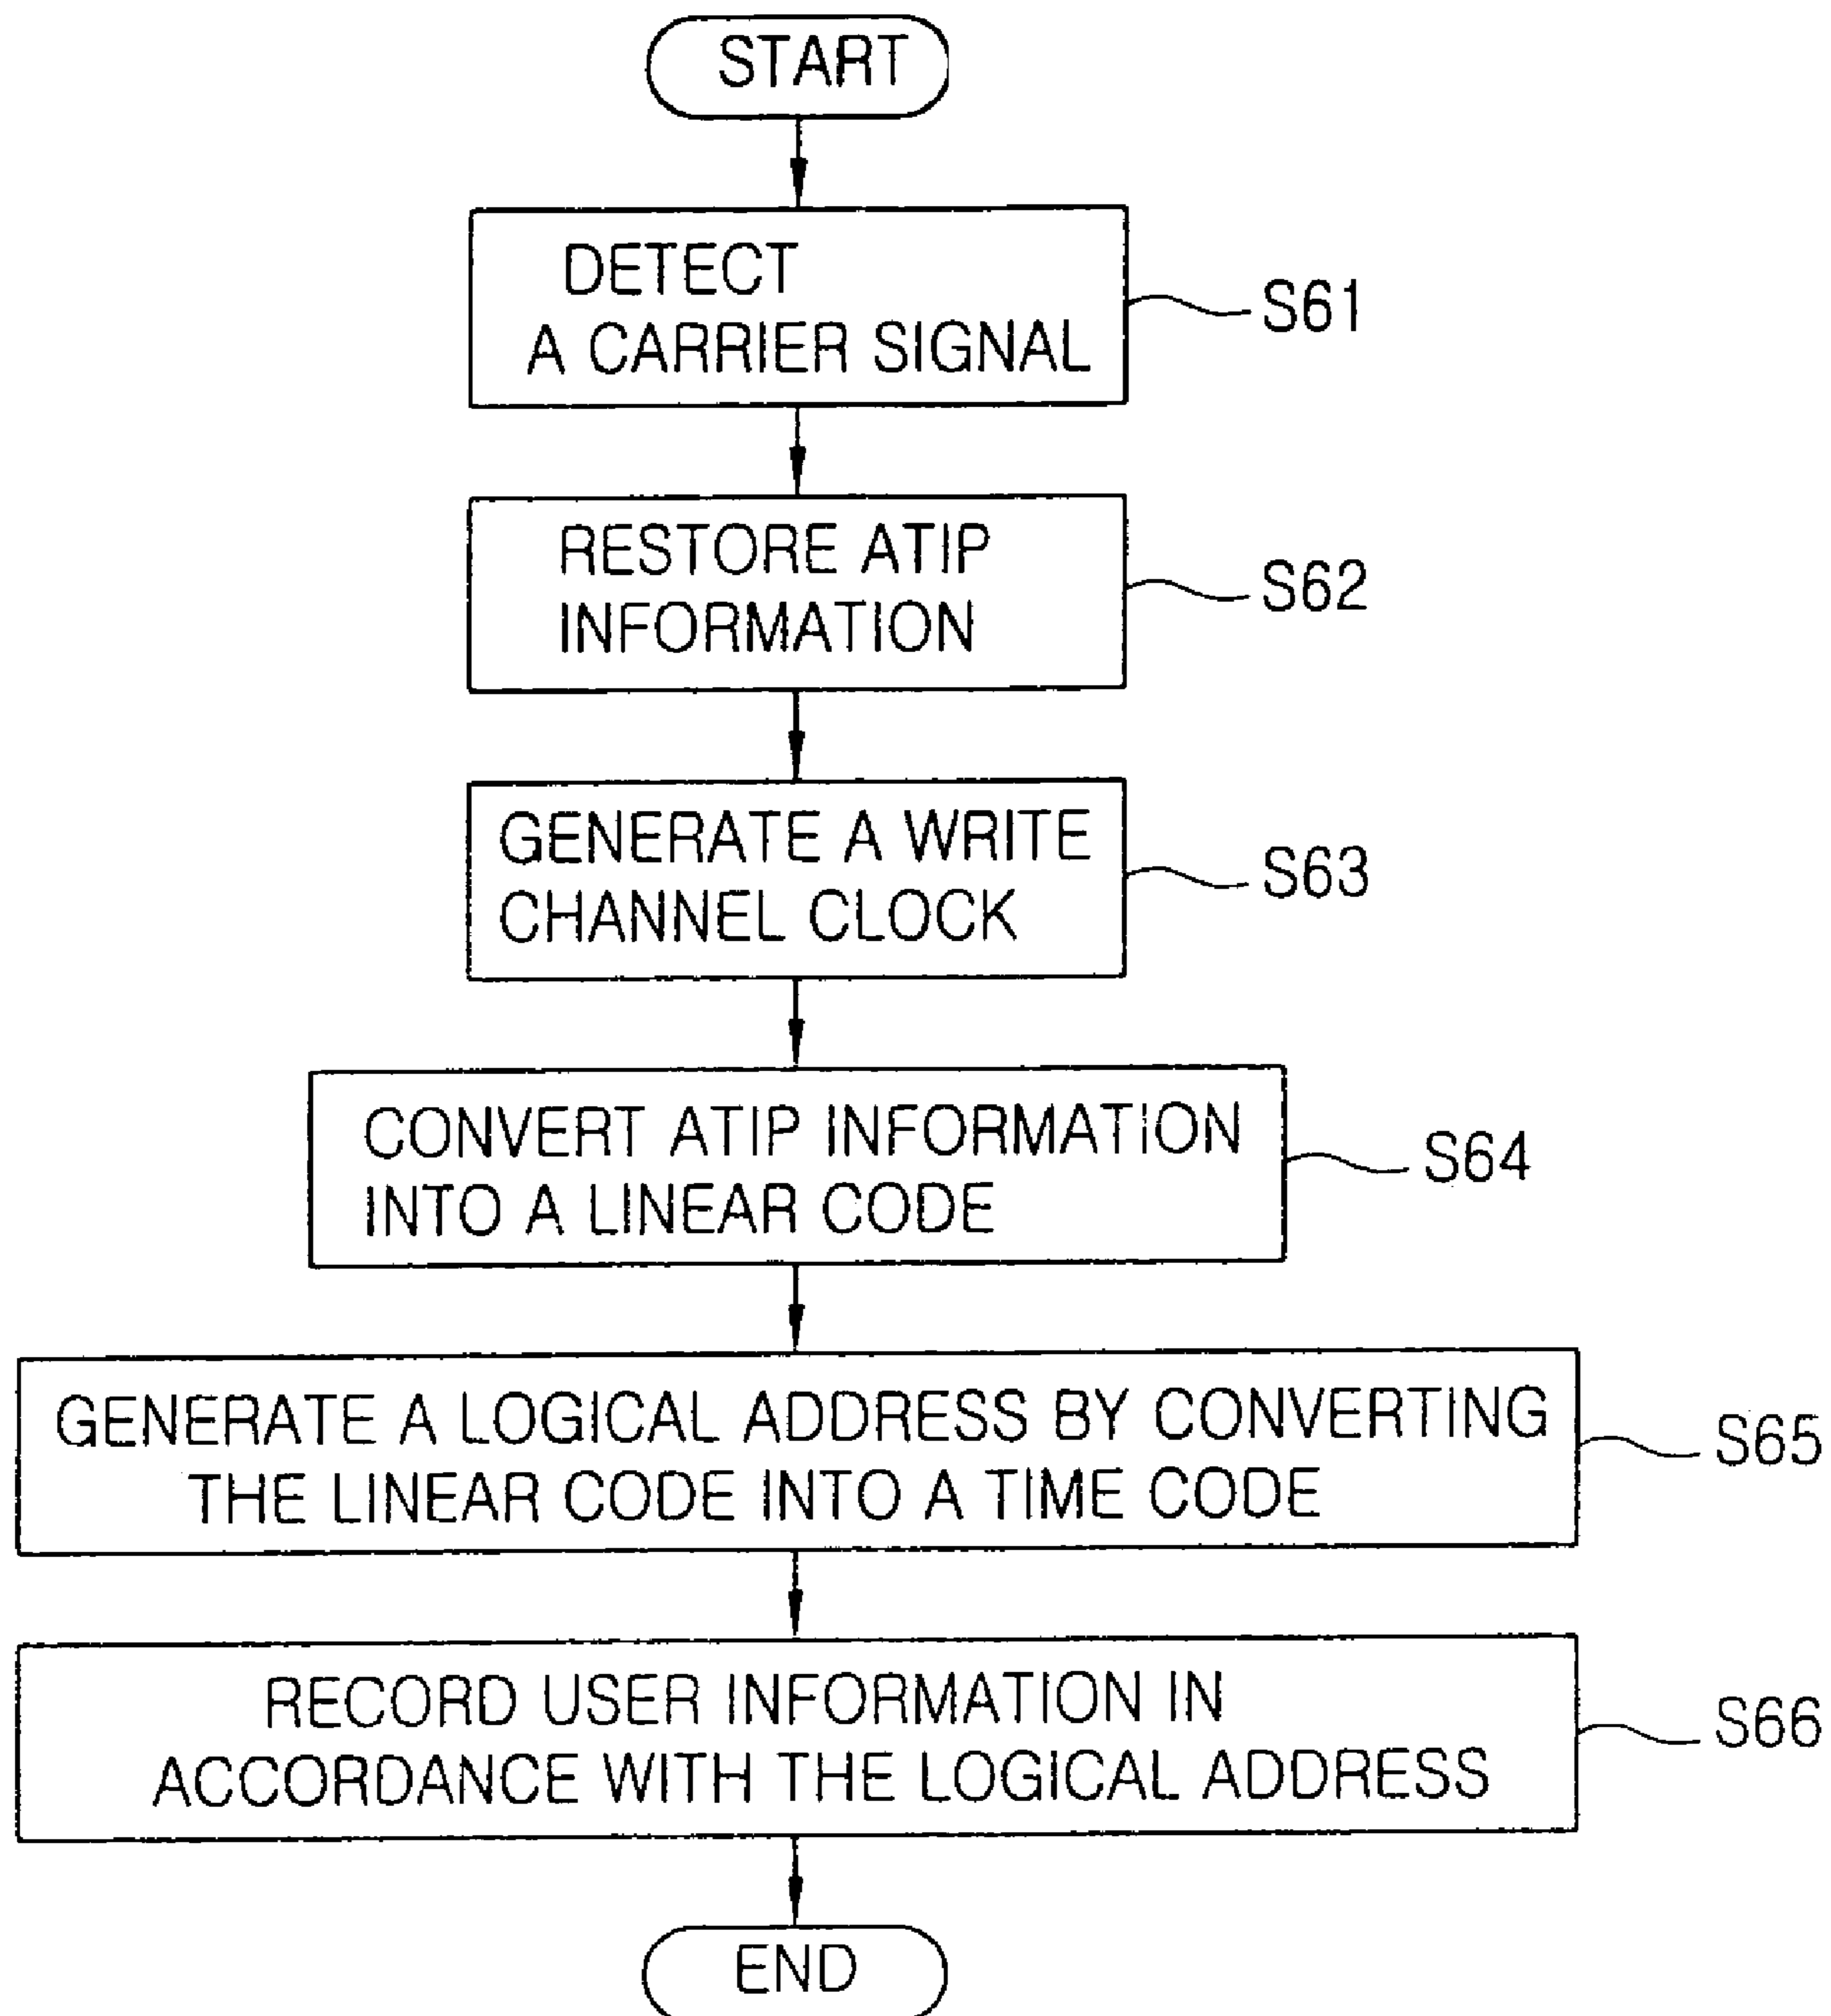 START
DETECT
A CARRIER SIGNAL
S61
RESTORE ATIP
INFORMATION
S62
GENERATE A WRITE
CHANNEL CLOCK
S63
CONVERT ATIP INFORMATION
INTO A LINEAR CODE
S64
GENERATE A LOGICAL ADDRESS BY CONVERTING
THE LINEAR CODE INTO A TIME CODE
S65
RECORD USER INFORMATION IN
ACCORDANCE WITH THE LOGICAL ADDRESS
S66
END